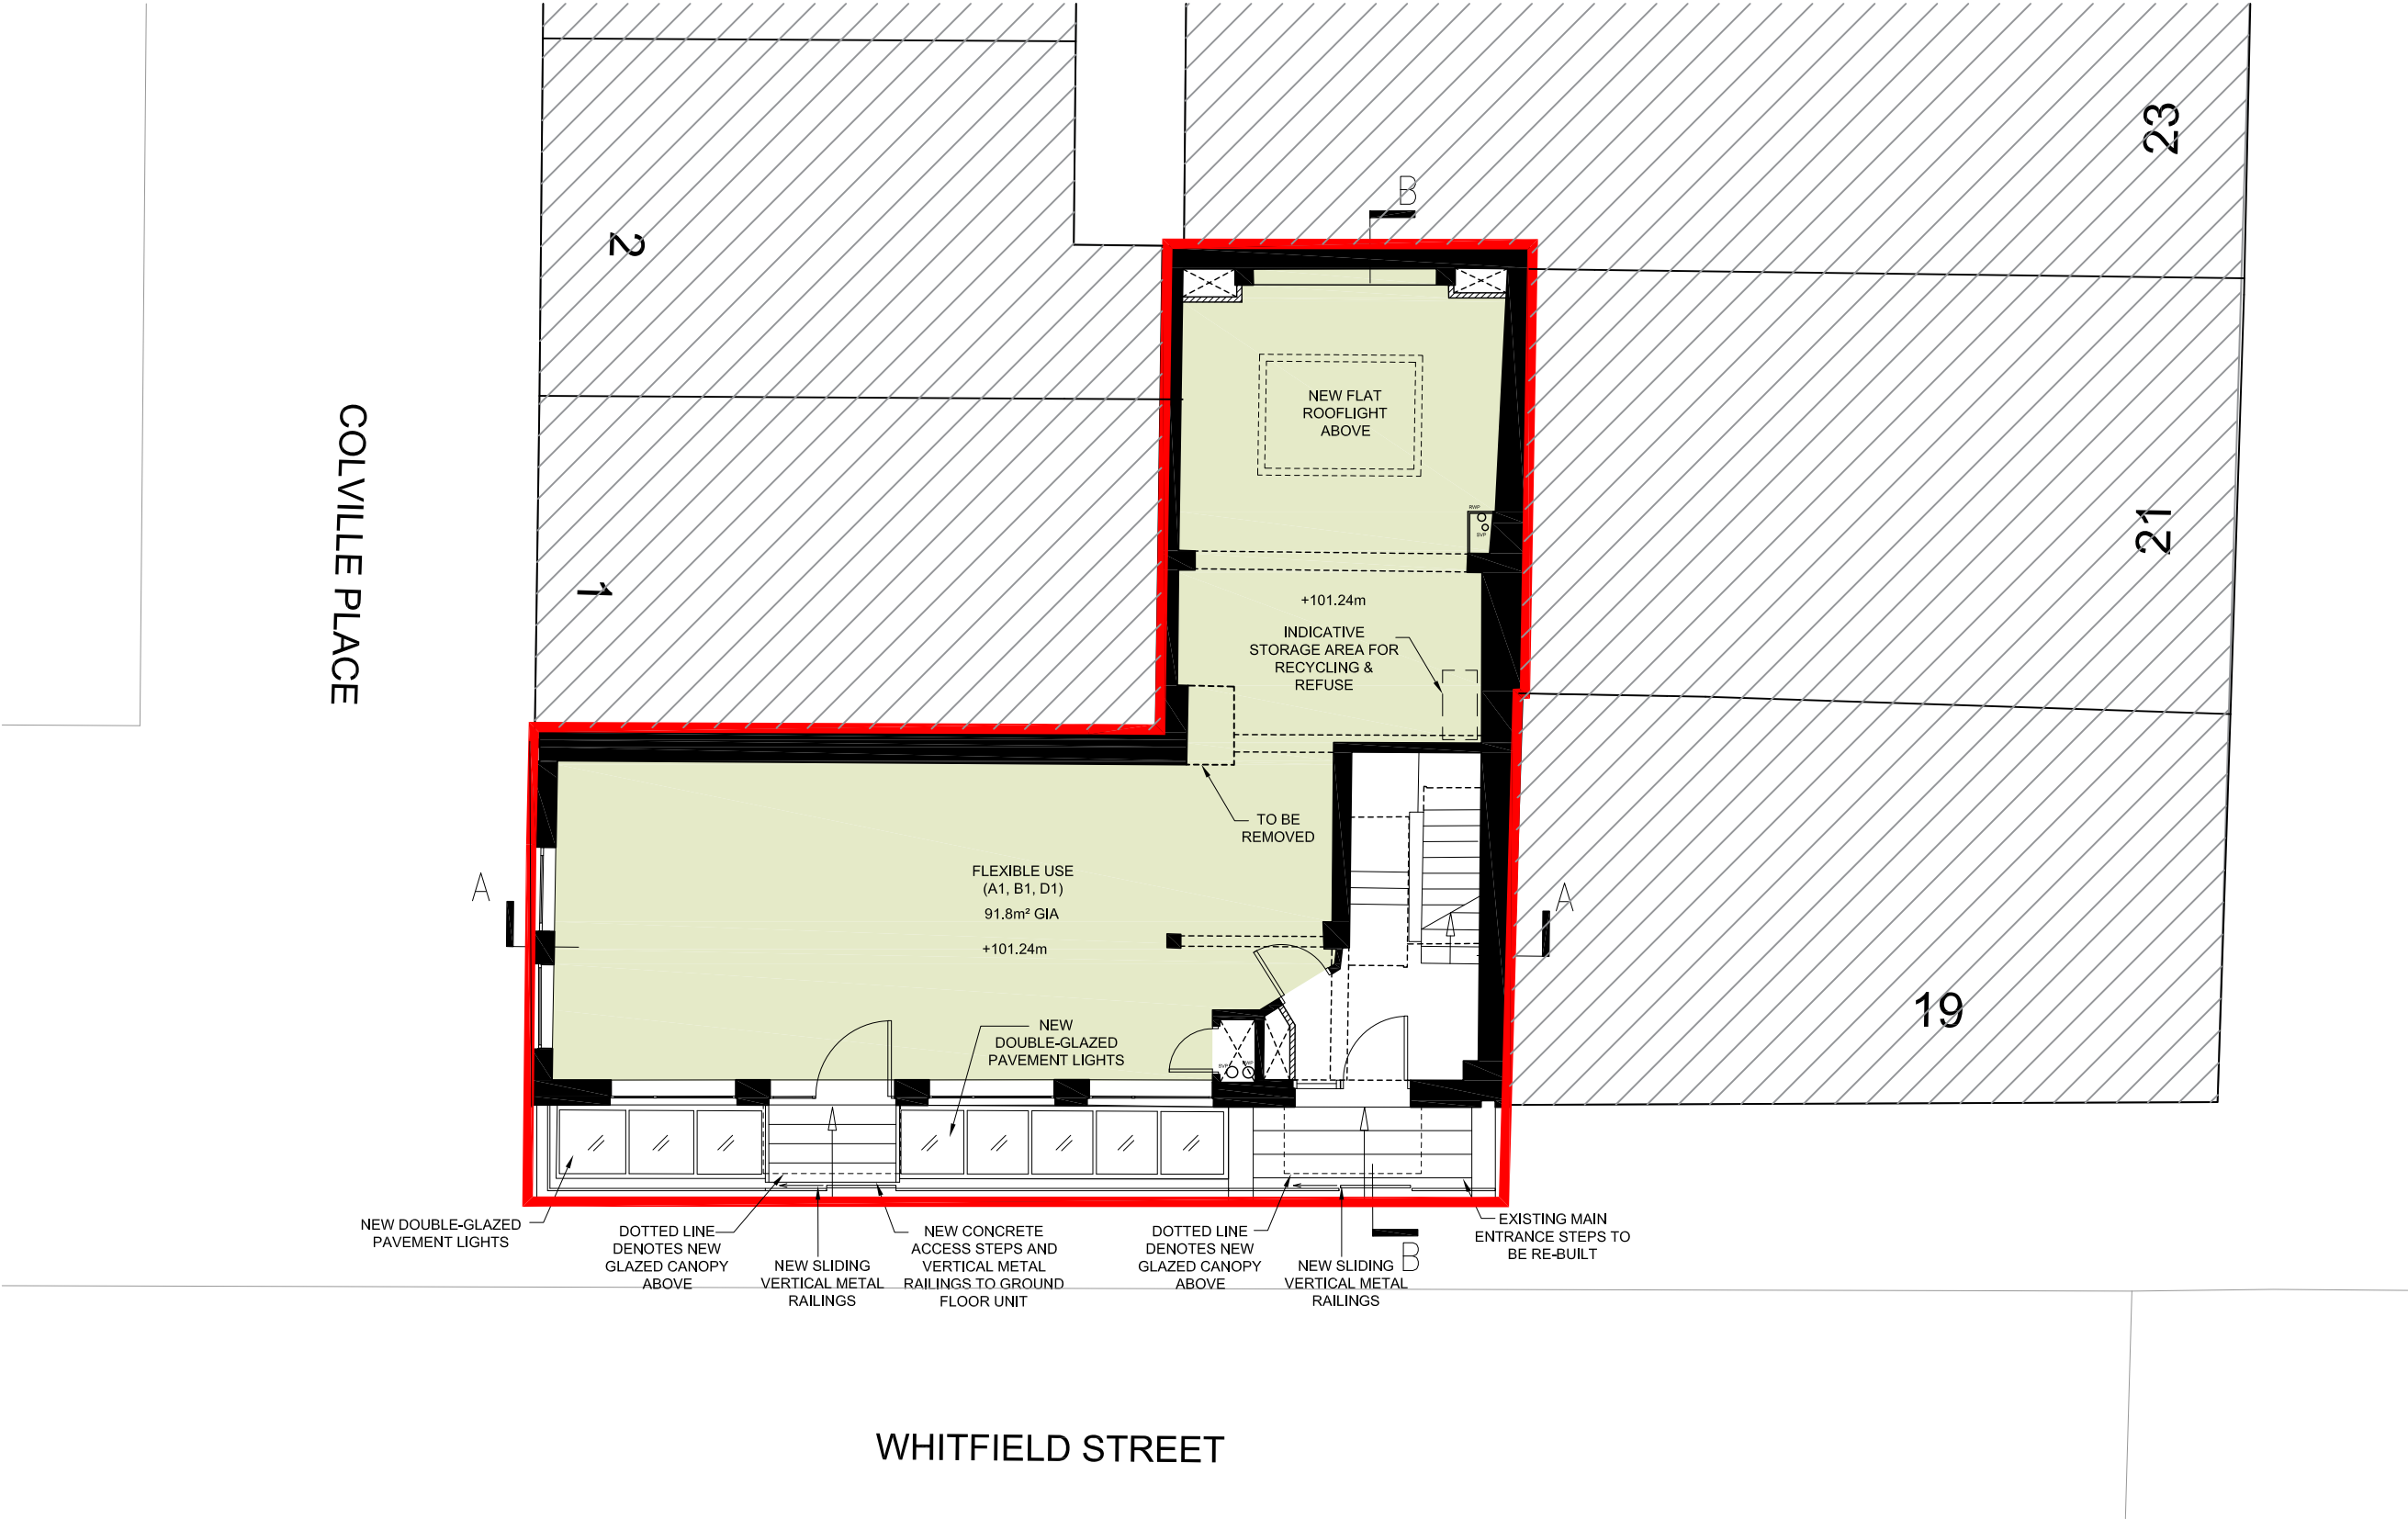 23
B
2
NEW FLAT
ROOFLIGHT
ABOVE
COLVILLE PLACE
RWP
SVP
21
1
+101.24m
INDICATIVE
STORAGE AREA FOR
RECYCLING &
REFUSE
TO BE
REMOVED
A
FLEXIBLE USE
(A1, B1, D1)
91.8m² GIA
+101.24m
A
19
NEW
DOUBLE-GLAZED
PAVEMENT LIGHTS
SVP
RWP
NEW DOUBLE-GLAZED
PAVEMENT LIGHTS
DOTTED LINE
DENOTES NEW
GLAZED CANOPY
ABOVE
NEW SLIDING
VERTICAL METAL
RAILINGS
NEW CONCRETE
ACCESS STEPS AND
VERTICAL METAL
RAILINGS TO GROUND
FLOOR UNIT
DOTTED LINE
DENOTES NEW
GLAZED CANOPY
ABOVE
NEW SLIDING
VERTICAL METAL
RAILINGS
B
EXISTING MAIN
ENTRANCE STEPS TO
BE RE-BUILT
WHITFIELD STREET